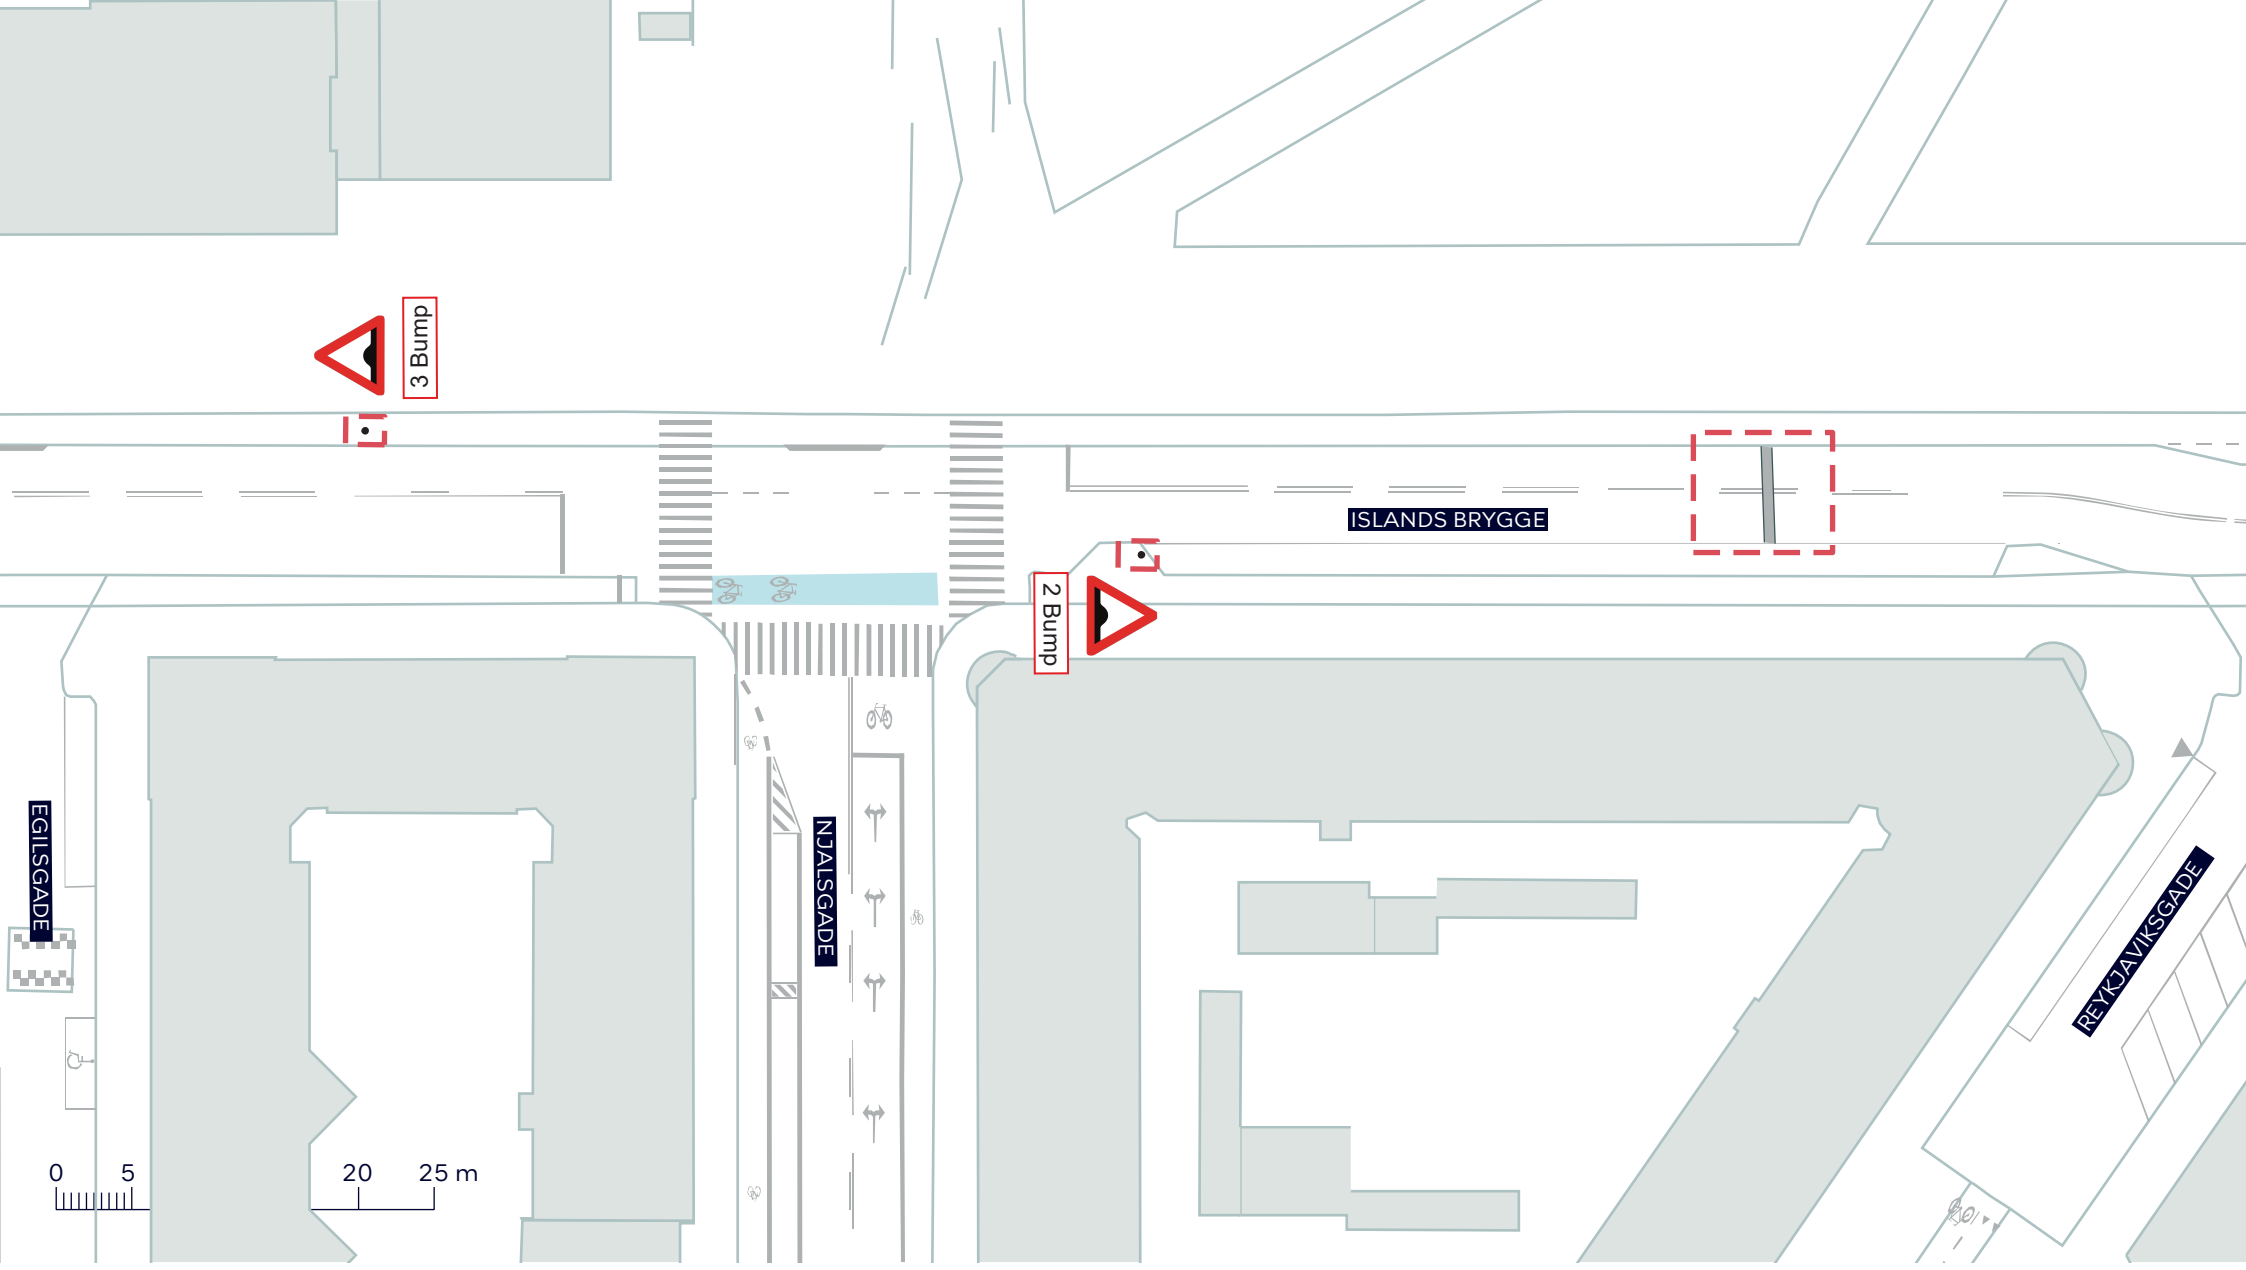 3 Bump
ISLANDS BRYGGE
2 Bump
EGILSGADE
NJALSGADE
REYKJAVIKSGADE
0 5 20 25 m